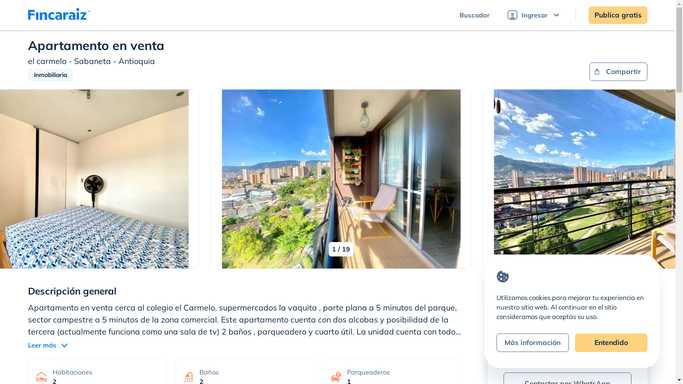 Fincaraiz
Buscador
Ingresar
Publica gratis
Apartamento en venta
el carmelo - Sabaneta - Antioquia
Inmobiliaria
Compartir
1 / 19
Descripción general
Apartamento en venta cerca al colegio el Carmelo, supermercados la vaquita , parte plana a 5 minutos del parque,
sector campestre a 5 minutos de la zona comercial. Este apartamento cuenta con dos alcobas y posibilidad de la
tercera (actualmente funciona como una sala de tv) 2 baños , parqueadero y cuarto útil. La unidad cuenta con todo...
Leer más
Habitaciones
2
Baños
2
Parqueaderos
1
Utilizamos cookies para mejorar tu experiencia en
nuestro sitio web. Al continuar en el sitio
consideramos que aceptas su uso.
Más información
Entendido
Contactar por WhatsApp